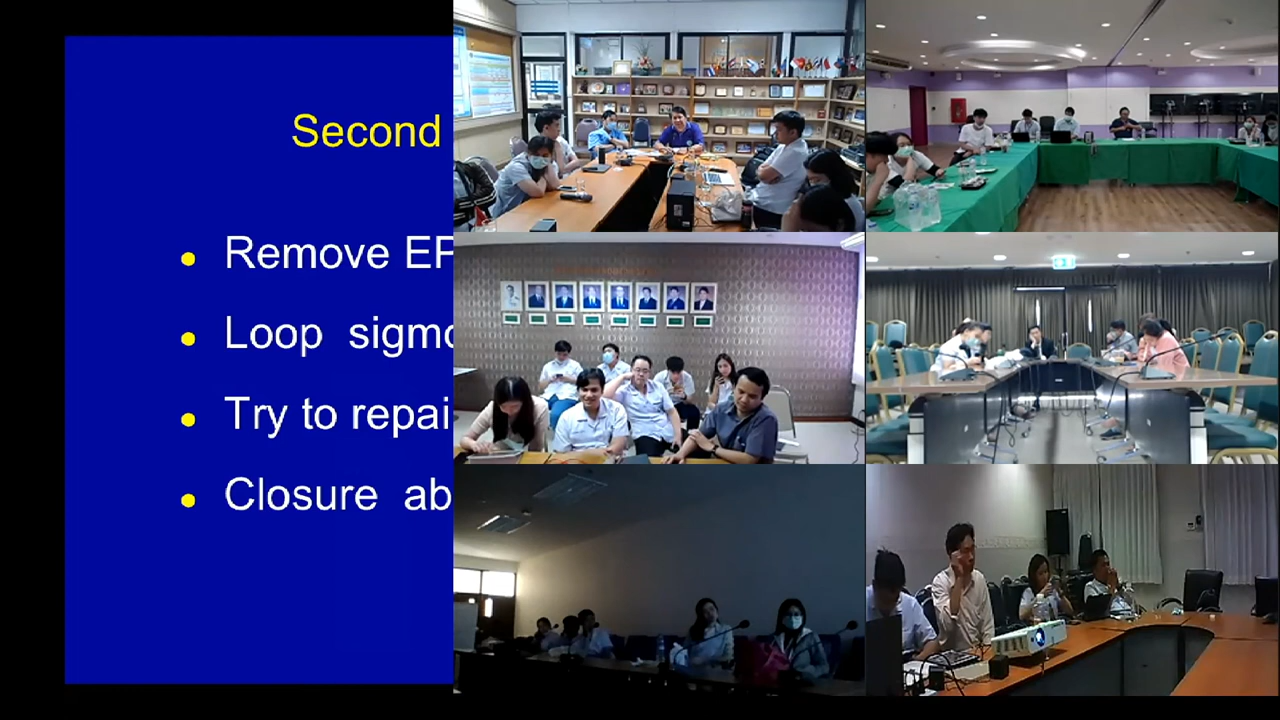 Second
Remove EF
Loop sigmo
Try to repai
Closure ab